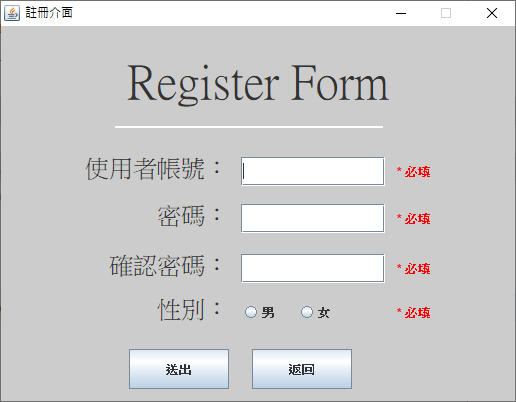 註冊介面
Register Form
使用者帳號： * 必填
密碼： * 必填
確認密碼： * 必填
性別： 男 女 * 必填
送出 返回